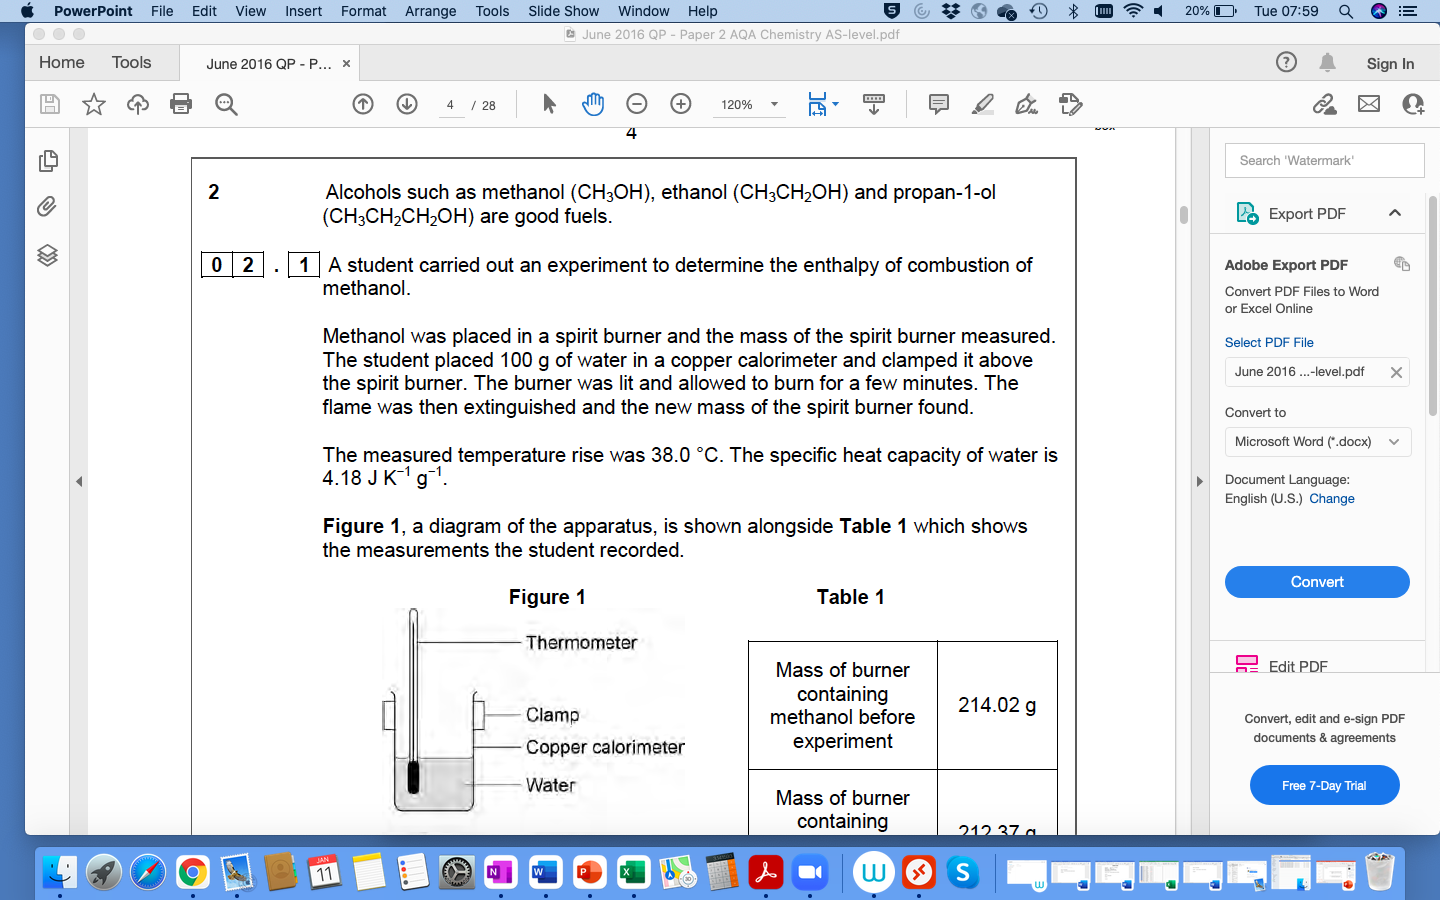 PowerPoint File Edit View Insert Format Arrange Tools Slide Show Window Help 20% Tue 07:59
June 2016 QP - Paper 2 AQA Chemistry AS-level.pdf
Home Tools June 2016 QP - P... × Sign In
4 / 28 120%
4
box
2 Alcohols such as methanol (CH₃OH), ethanol (CH₃CH₂OH) and propan-1-ol
(CH₃CH₂CH₂OH) are good fuels.
0 2 . 1 A student carried out an experiment to determine the enthalpy of combustion of
methanol.
Methanol was placed in a spirit burner and the mass of the spirit burner measured.
The student placed 100 g of water in a copper calorimeter and clamped it above
the spirit burner. The burner was lit and allowed to burn for a few minutes. The
flame was then extinguished and the new mass of the spirit burner found.
The measured temperature rise was 38.0 °C. The specific heat capacity of water is
4.18 J K⁻¹ g⁻¹.
Figure 1, a diagram of the apparatus, is shown alongside Table 1 which shows
the measurements the student recorded.
Figure 1
Thermometer
Clamp
Copper calorimeter
Water
Table 1
Mass of burner
containing
methanol before
experiment
214.02 g
Mass of burner
containing
212.37 g
Search 'Watermark'
Export PDF
Adobe Export PDF
Convert PDF Files to Word
or Excel Online
Select PDF File
June 2016 ...-level.pdf
Convert to
Microsoft Word (*.docx)
Document Language:
English (U.S.) Change
Convert
Edit PDF
Convert, edit and e-sign PDF
documents & agreements
Free 7-Day Trial
JAN
11